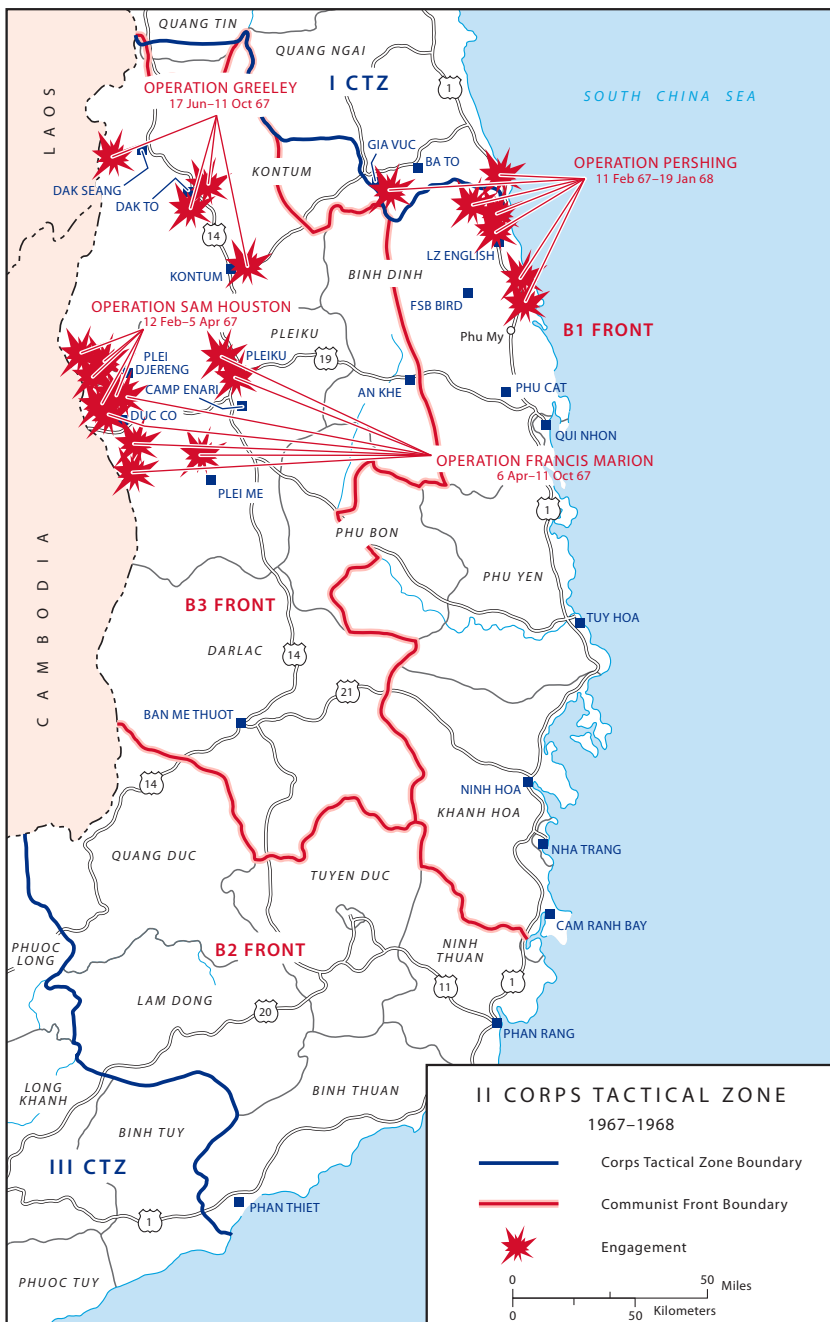 QUANG TIN
QUANG NGAI
I CTZ
1
SOUTH CHINA SEA
LAOS
OPERATION GREELEY
17 Jun–11 Oct 67
GIA VUC
BA TO
OPERATION PERSHING
11 Feb 67–19 Jan 68
KONTUM
DAK SEANG
DAK TO
14
LZ ENGLISH
KONTUM
BINH DINH
FSB BIRD
OPERATION SAM HOUSTON
12 Feb–5 Apr 67
B1 FRONT
PLEIKU
Phu My
PLEI
DJERENG
PLEIKU
19
CAMP ENARI
AN KHE
PHU CAT
DUC CO
QUI NHON
OPERATION FRANCIS MARION
6 Apr–11 Oct 67
PLEI ME
1
PHU BON
CAMBODIA
PHU YEN
B3 FRONT
TUY HOA
DARLAC
14
21
BAN ME THUOT
14
NINH HOA
KHANH HOA
QUANG DUC
NHA TRANG
TUYEN DUC
CAM RANH BAY
PHUOC
LONG
B2 FRONT
NINH
THUAN
11
1
LAM DONG
20
PHAN RANG
LONG
KHANH
BINH THUAN
BINH TUY
III CTZ
PHAN THIET
1
PHUOC TUY
II CORPS TACTICAL ZONE
1967–1968
Corps Tactical Zone Boundary
Communist Front Boundary
Engagement
0 50 Miles
0 50 Kilometers